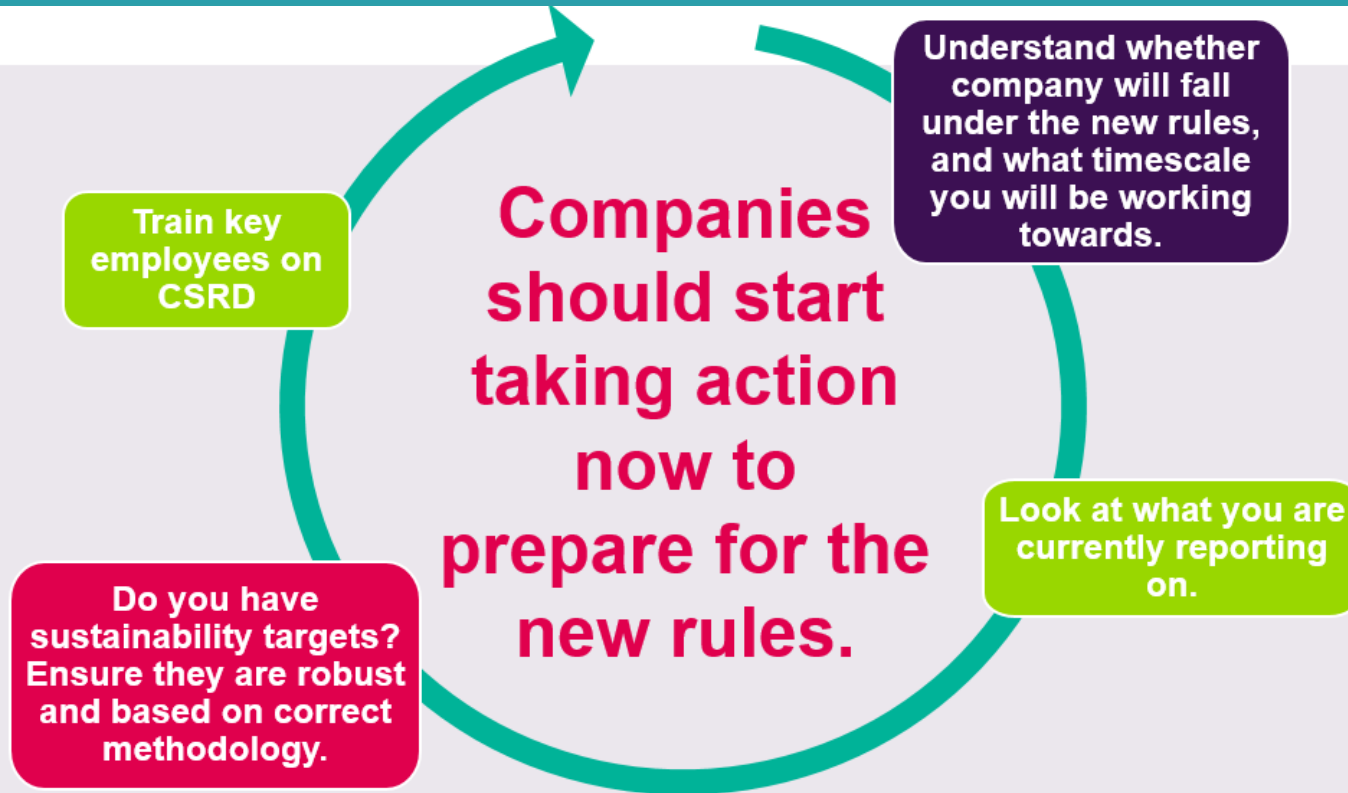 Understand whether
company will fall
under the new rules,
and what timescale
you will be working
towards.
Look at what you are
currently reporting
on.
Do you have
sustainability targets?
Ensure they are robust
and based on correct
methodology.
Train key
employees on
CSRD
Companies
should start
taking action
now to
prepare for the
new rules.